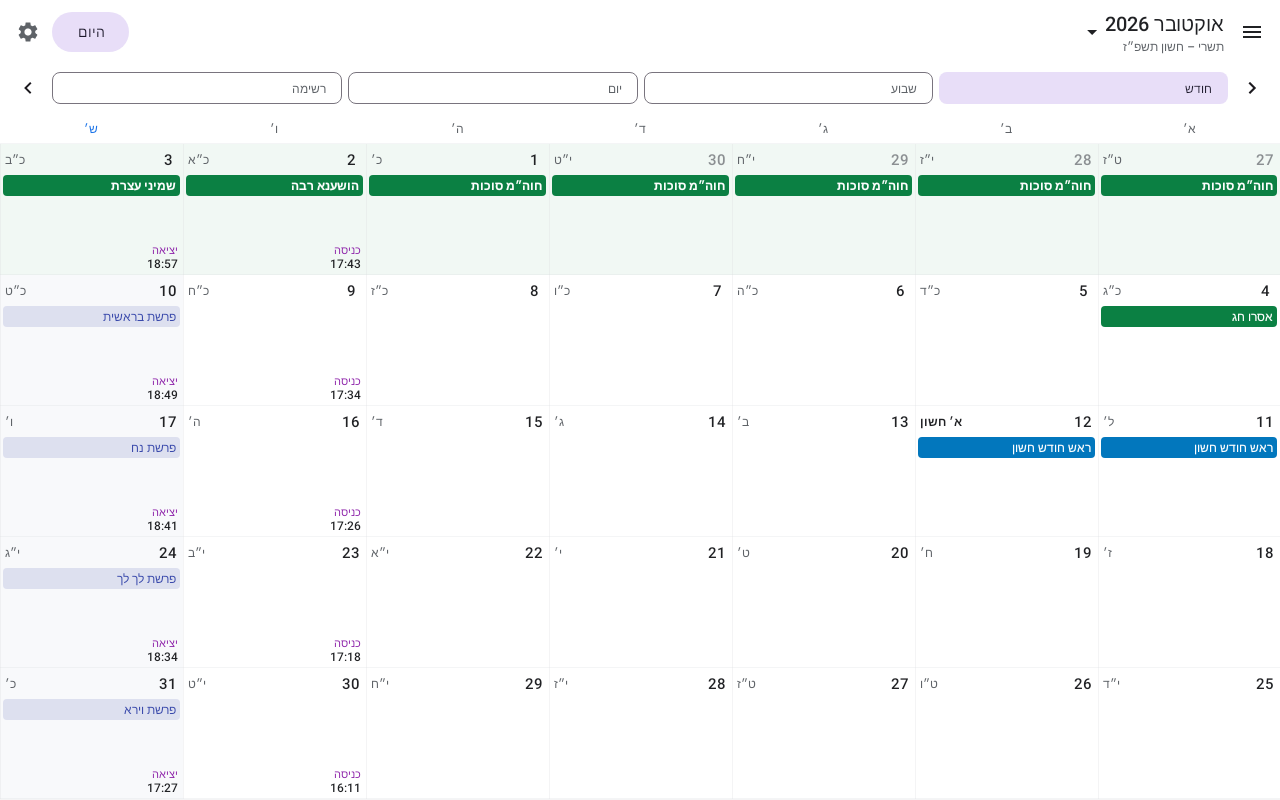 אוקטובר 2026
תשרי – חשון תשפ״ז
היום
חודש
שבוע
יום
רשימה
א׳
ב׳
ג׳
ד׳
ה׳
ו׳
ש׳
27 ט״ז
חוה״מ סוכות
28 י״ז
חוה״מ סוכות
29 י״ח
חוה״מ סוכות
30 י״ט
חוה״מ סוכות
1 כ׳
חוה״מ סוכות
2 כ״א
הושענא רבה
כניסה
17:43
3 כ״ב
שמיני עצרת
יציאה
18:57
4 כ״ג
אסרו חג
5 כ״ד
6 כ״ה
7 כ״ו
8 כ״ז
9 כ״ח
כניסה
17:34
10 כ״ט
פרשת בראשית
יציאה
18:49
11 ל׳
ראש חודש חשון
12 א׳ חשון
ראש חודש חשון
13 ב׳
14 ג׳
15 ד׳
16 ה׳
כניסה
17:26
17 ו׳
פרשת נח
יציאה
18:41
18 ז׳
19 ח׳
20 ט׳
21 י׳
22 י״א
23 י״ב
כניסה
17:18
24 י״ג
פרשת לך לך
יציאה
18:34
25 י״ד
26 ט״ו
27 ט״ז
28 י״ז
29 י״ח
30 י״ט
כניסה
16:11
31 כ׳
פרשת וירא
יציאה
17:27